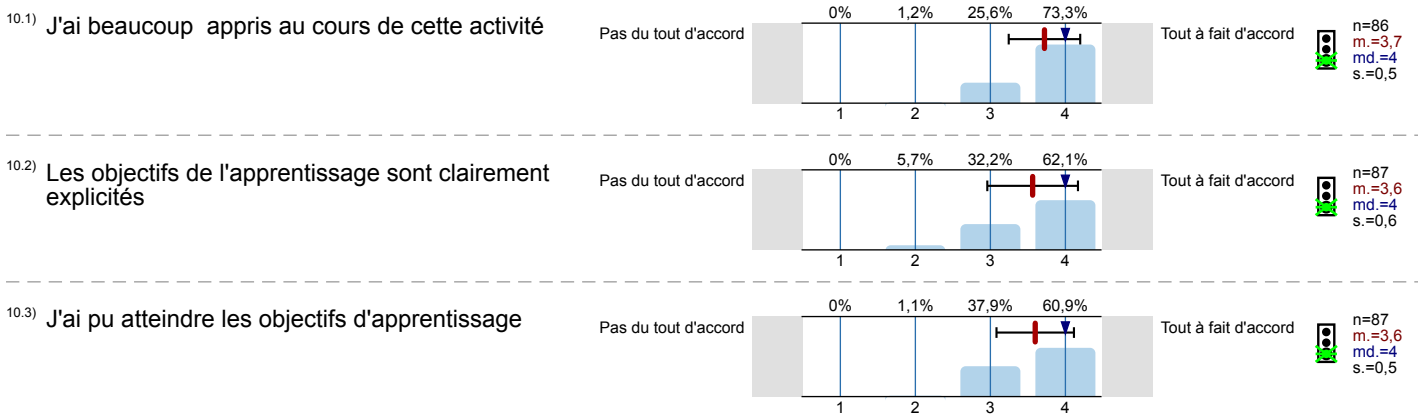 10.1) J'ai beaucoup  appris au cours de cette activité
Pas du tout d'accord
0% 1,2% 25,6% 73,3%
1 2 3 4
Tout à fait d'accord
n=86
m.=3,7
md.=4
s.=0,5
10.2) Les objectifs de l'apprentissage sont clairement
explicités
Pas du tout d'accord
0% 5,7% 32,2% 62,1%
1 2 3 4
Tout à fait d'accord
n=87
m.=3,6
md.=4
s.=0,6
10.3) J'ai pu atteindre les objectifs d'apprentissage
Pas du tout d'accord
0% 1,1% 37,9% 60,9%
1 2 3 4
Tout à fait d'accord
n=87
m.=3,6
md.=4
s.=0,5